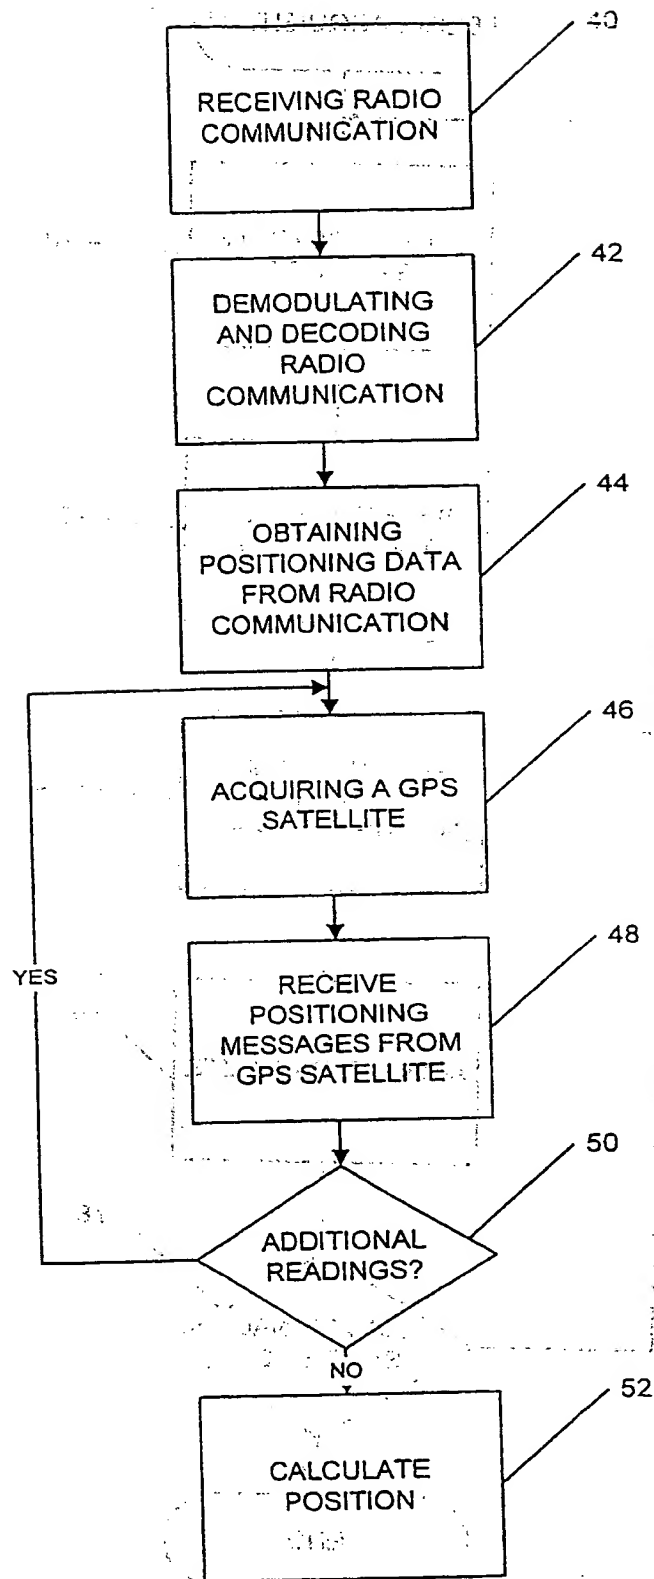 40
RECEIVING RADIO
COMMUNICATION
42
DEMODULATING
AND DECODING
RADIO
COMMUNICATION
44
OBTAINING
POSITIONING DATA
FROM RADIO
COMMUNICATION
46
ACQUIRING A GPS
SATELLITE
48
RECEIVE
POSITIONING
MESSAGES FROM
GPS SATELLITE
YES
50
ADDITIONAL
READINGS?
NO
52
CALCULATE
POSITION